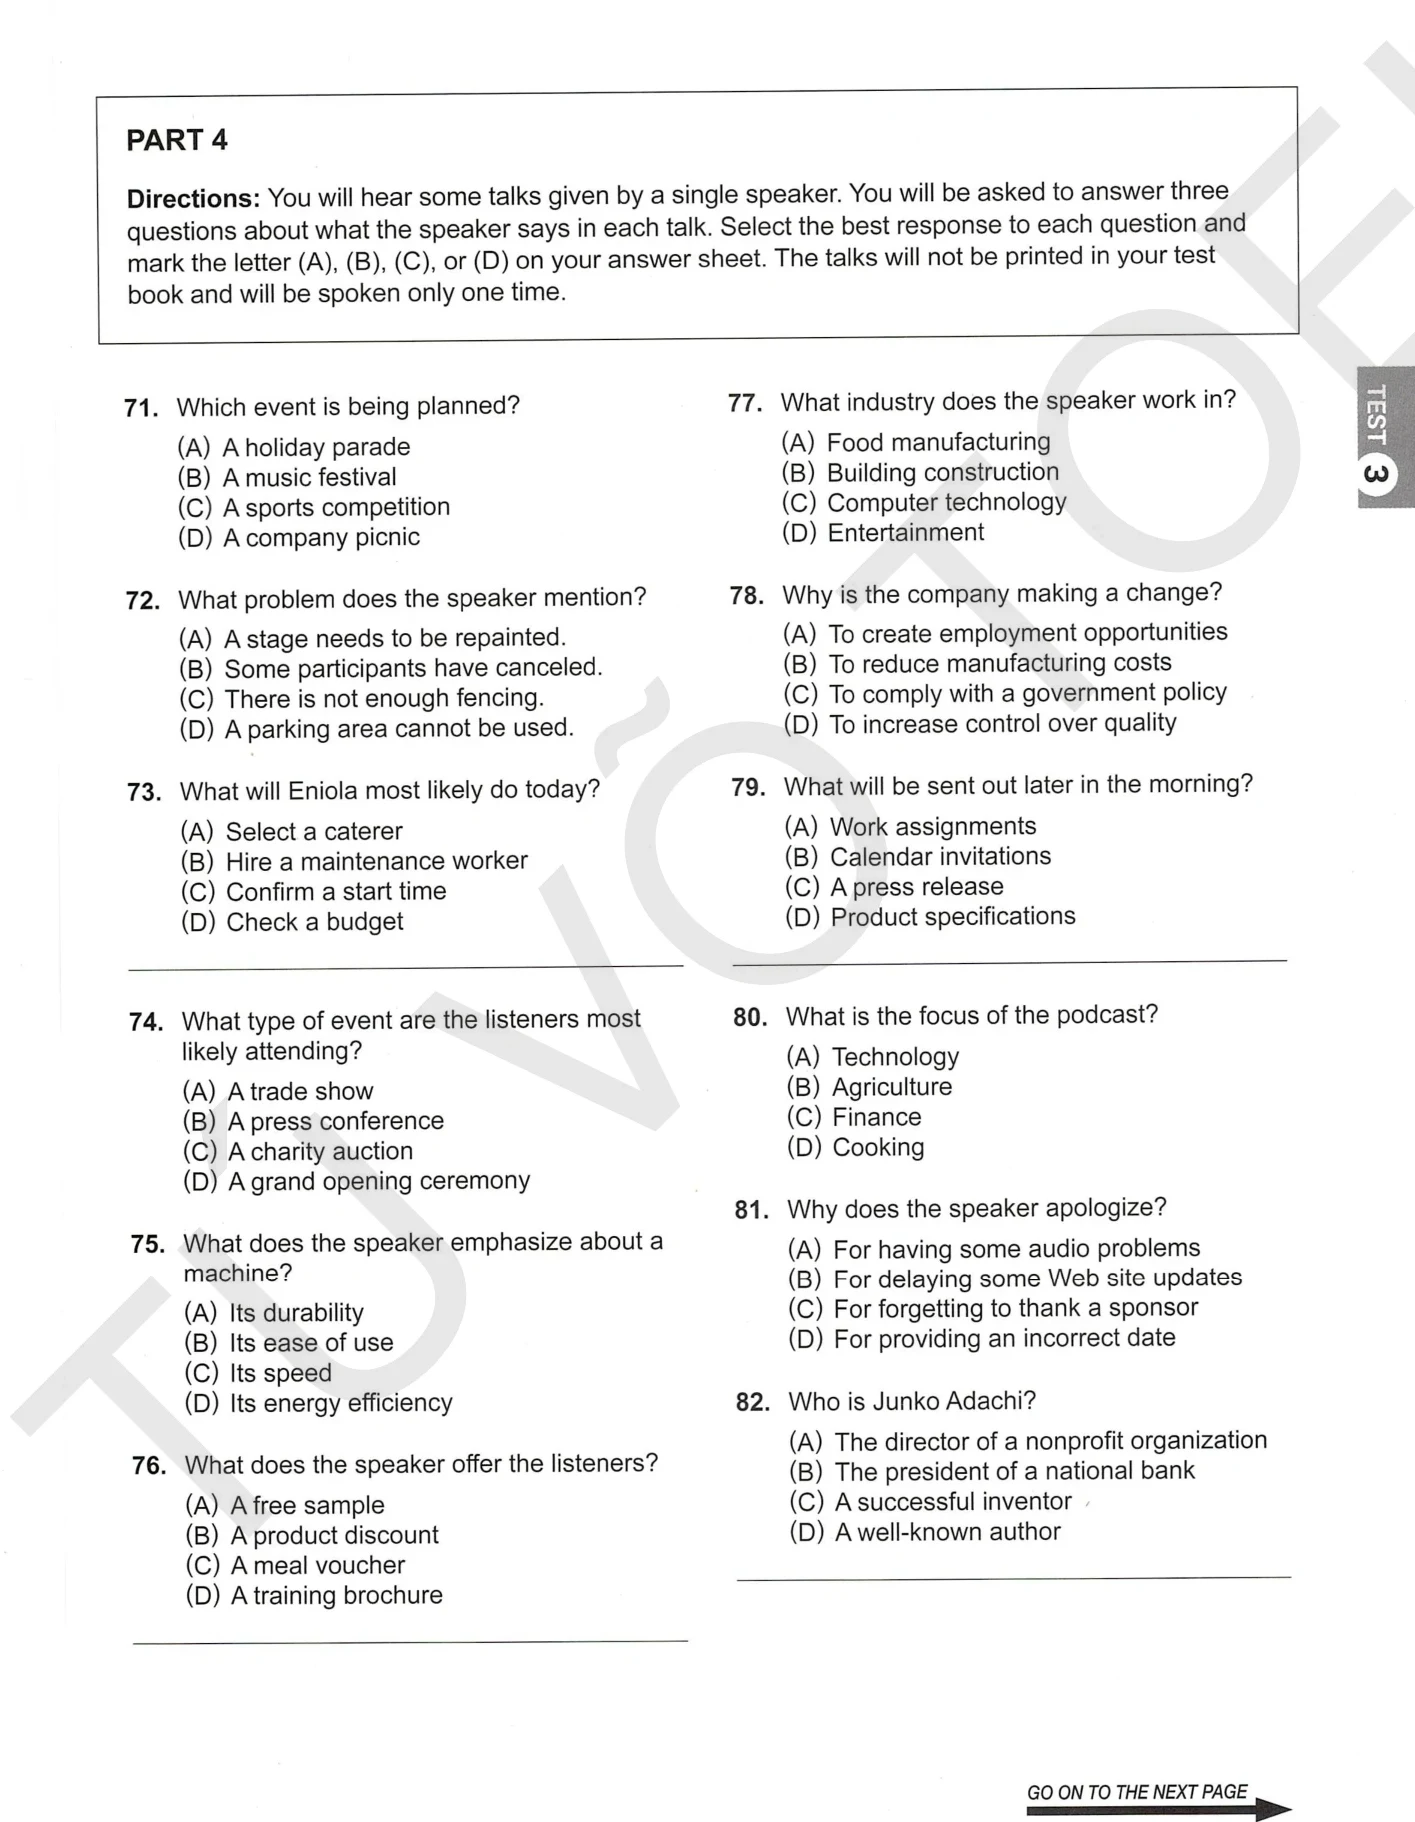 PART 4
Directions: You will hear some talks given by a single speaker. You will be asked to answer three
questions about what the speaker says in each talk. Select the best response to each question and
mark the letter (A), (B), (C), or (D) on your answer sheet. The talks will not be printed in your test
book and will be spoken only one time.
71. Which event is being planned?
(A) A holiday parade
(B) A music festival
(C) A sports competition
(D) A company picnic
72. What problem does the speaker mention?
(A) A stage needs to be repainted.
(B) Some participants have canceled.
(C) There is not enough fencing.
(D) A parking area cannot be used.
73. What will Eniola most likely do today?
(A) Select a caterer
(B) Hire a maintenance worker
(C) Confirm a start time
(D) Check a budget
74. What type of event are the listeners most
likely attending?
(A) A trade show
(B) A press conference
(C) A charity auction
(D) A grand opening ceremony
75. What does the speaker emphasize about a
machine?
(A) Its durability
(B) Its ease of use
(C) Its speed
(D) Its energy efficiency
76. What does the speaker offer the listeners?
(A) A free sample
(B) A product discount
(C) A meal voucher
(D) A training brochure
77. What industry does the speaker work in?
(A) Food manufacturing
(B) Building construction
(C) Computer technology
(D) Entertainment
78. Why is the company making a change?
(A) To create employment opportunities
(B) To reduce manufacturing costs
(C) To comply with a government policy
(D) To increase control over quality
79. What will be sent out later in the morning?
(A) Work assignments
(B) Calendar invitations
(C) A press release
(D) Product specifications
80. What is the focus of the podcast?
(A) Technology
(B) Agriculture
(C) Finance
(D) Cooking
81. Why does the speaker apologize?
(A) For having some audio problems
(B) For delaying some Web site updates
(C) For forgetting to thank a sponsor
(D) For providing an incorrect date
82. Who is Junko Adachi?
(A) The director of a nonprofit organization
(B) The president of a national bank
(C) A successful inventor
(D) A well-known author
TEST 3
GO ON TO THE NEXT PAGE
TÚ VÕ TOE